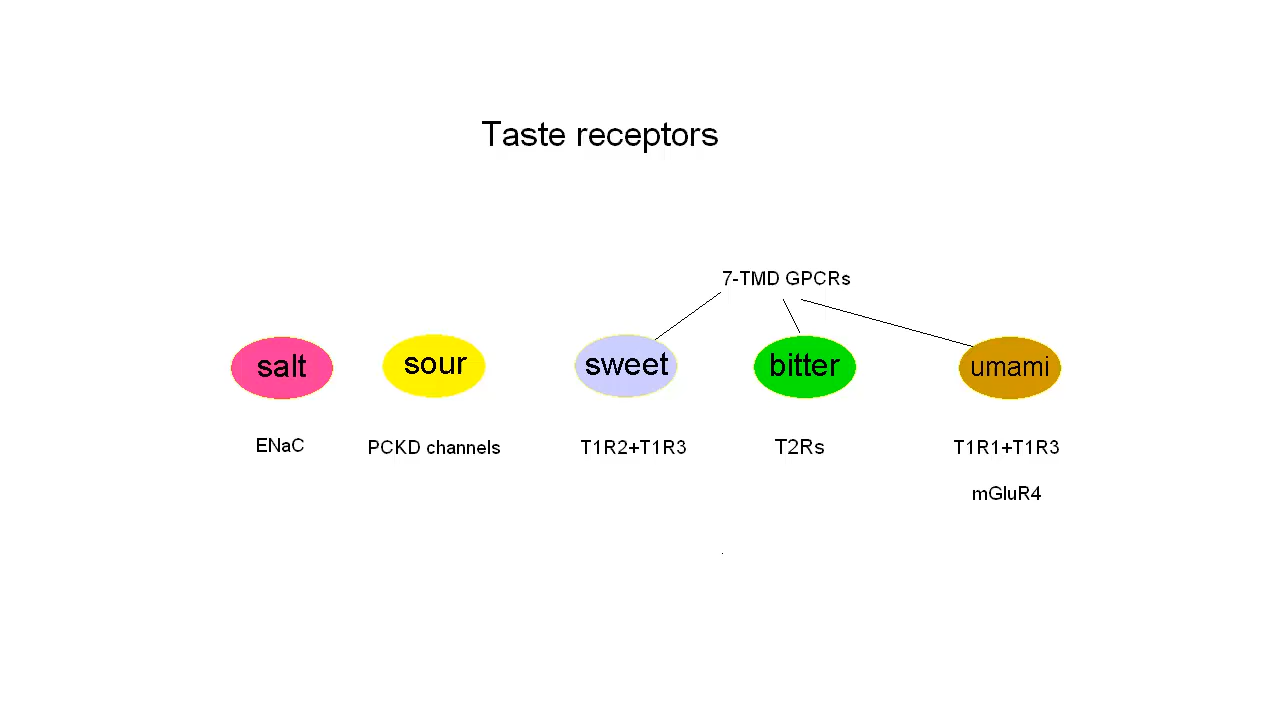 Taste receptors
7-TMD GPCRs
salt
sour
sweet
bitter
umami
ENaC
PCKD channels
T1R2+T1R3
T2Rs
T1R1+T1R3
mGluR4